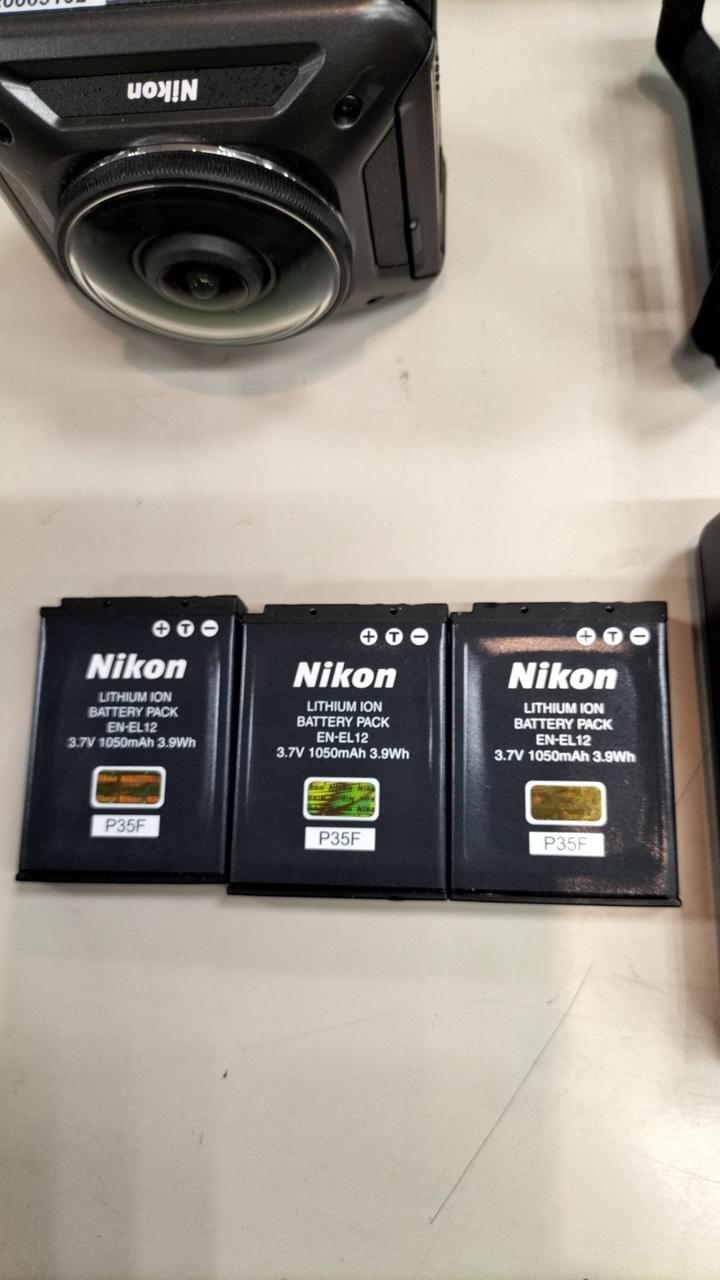 Nikon
+ T −
Nikon
LITHIUM ION
BATTERY PACK
EN-EL12
3.7V 1050mAh 3.9Wh
P35F
+ T −
Nikon
LITHIUM ION
BATTERY PACK
EN-EL12
3.7V 1050mAh 3.9Wh
P35F
+ T −
Nikon
LITHIUM ION
BATTERY PACK
EN-EL12
3.7V 1050mAh 3.9Wh
P35F